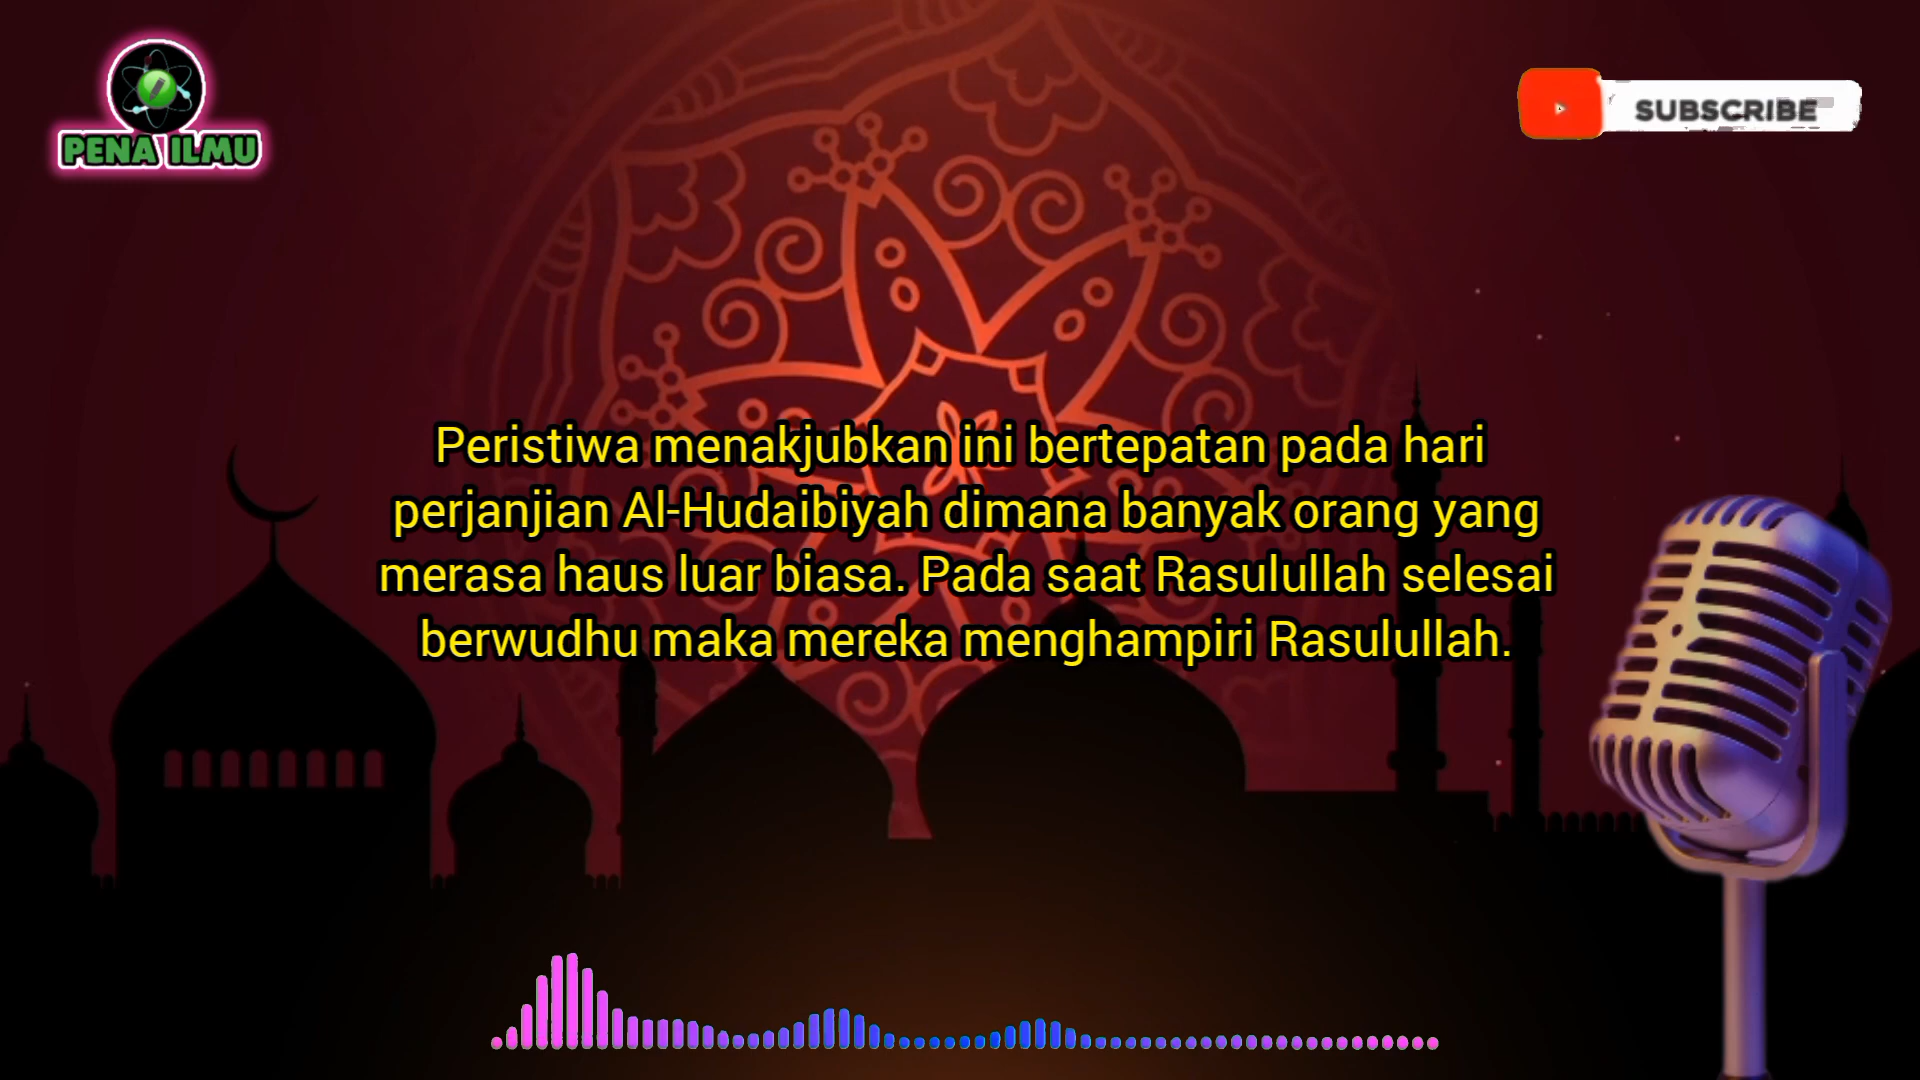 PENA ILMU
SUBSCRIBE
Peristiwa menakjubkan ini bertepatan pada hari
perjanjian Al-Hudaibiyah dimana banyak orang yang
merasa haus luar biasa. Pada saat Rasulullah selesai
berwudhu maka mereka menghampiri Rasulullah.